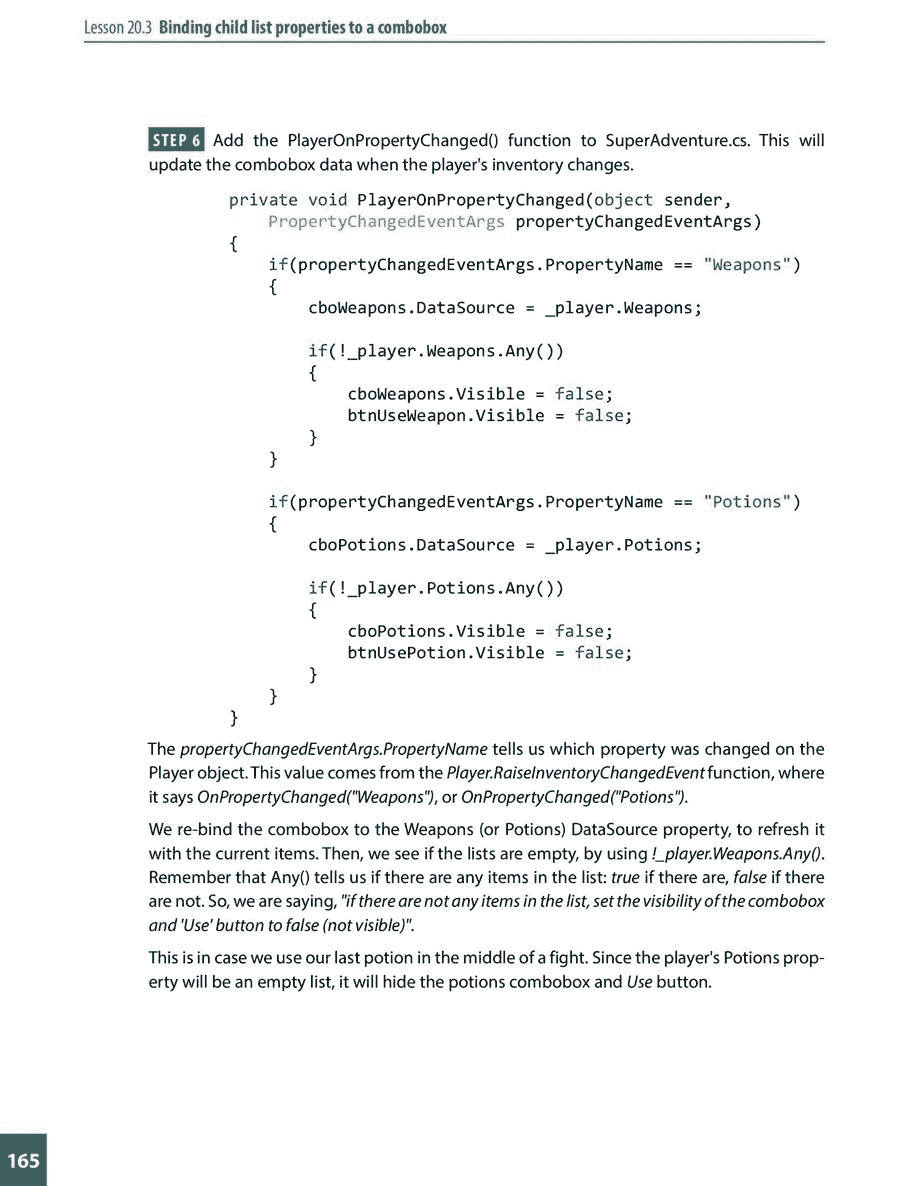 Lesson 20.3 Binding child list properties to a combobox
STEP 6 Add the PlayerOnPropertyChanged() function to SuperAdventure.cs. This will
update the combobox data when the player's inventory changes.
private void PlayerOnPropertyChanged(object sender,
    PropertyChangedEventArgs propertyChangedEventArgs)
{
    if(propertyChangedEventArgs.PropertyName == "Weapons")
    {
        cboWeapons.DataSource = _player.Weapons;
        if(!_player.Weapons.Any())
        {
            cboWeapons.Visible = false;
            btnUseWeapon.Visible = false;
        }
    }
    if(propertyChangedEventArgs.PropertyName == "Potions")
    {
        cboPotions.DataSource = _player.Potions;
        if(!_player.Potions.Any())
        {
            cboPotions.Visible = false;
            btnUsePotion.Visible = false;
        }
    }
}
The propertyChangedEventArgs.PropertyName tells us which property was changed on the
Player object. This value comes from the Player.RaiseInventoryChangedEvent function, where
it says OnPropertyChanged("Weapons"), or OnPropertyChanged("Potions").
We re-bind the combobox to the Weapons (or Potions) DataSource property, to refresh it
with the current items. Then, we see if the lists are empty, by using !_player.Weapons.Any().
Remember that Any() tells us if there are any items in the list: true if there are, false if there
are not. So, we are saying, "if there are not any items in the list, set the visibility of the combobox
and 'Use' button to false (not visible)".
This is in case we use our last potion in the middle of a fight. Since the player's Potions prop-
erty will be an empty list, it will hide the potions combobox and Use button.
165